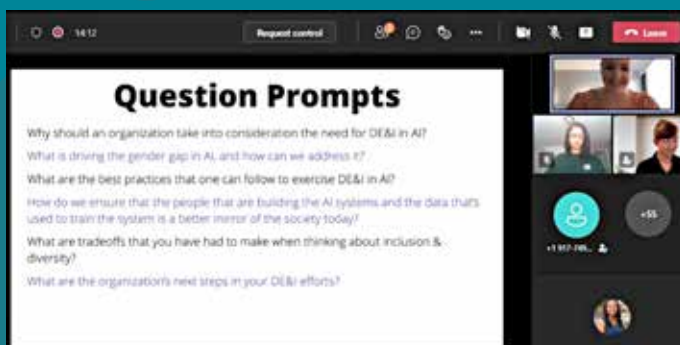 14:12
Request control
Leave
Question Prompts
Why should an organization take into consideration the need for DE&I in AI?
What is driving the gender gap in AI, and how can we address it?
What are the best practices that one can follow to exercise DE&I in AI?
How do we ensure that the people that are building the AI systems and the data that's
used to train the system is a better mirror of the society today?
What are tradeoffs that you have had to make when thinking about inclusion &
diversity?
What are the organization's next steps in your DE&I efforts?
+55